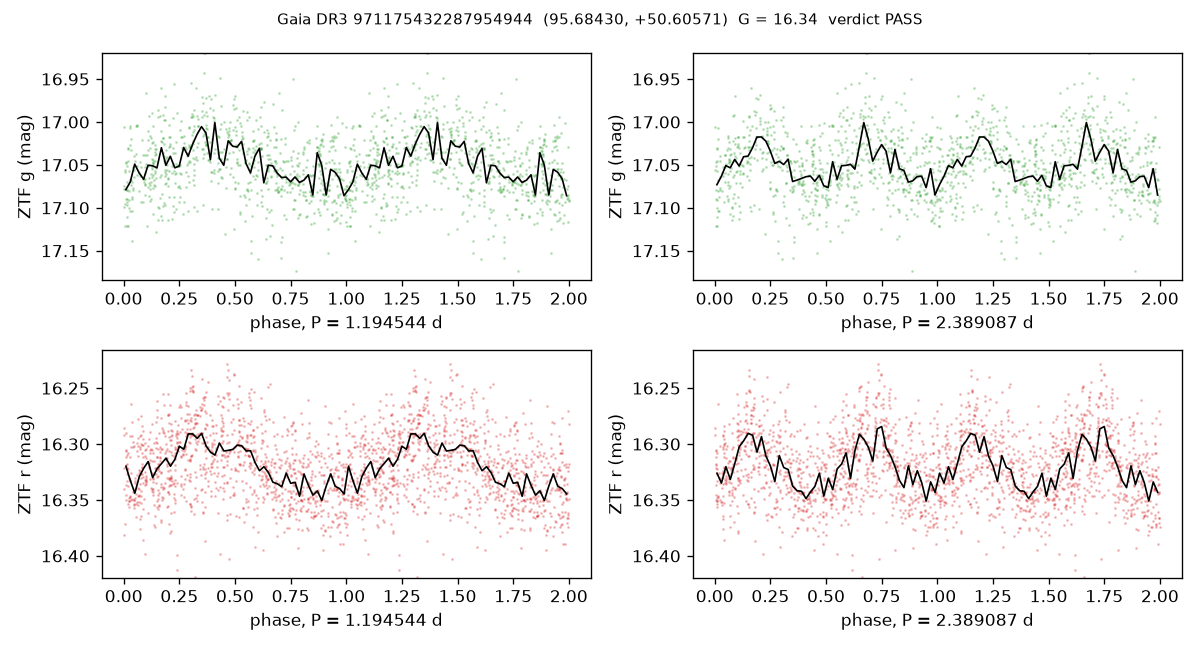 Gaia DR3 971175432287954944 (95.68430, +50.60571) G = 16.34 verdict PASS
ZTF g (mag)
16.95
17.00
17.05
17.10
17.15
0.00 0.25 0.50 0.75 1.00 1.25 1.50 1.75 2.00
phase, P = 1.194544 d
ZTF g (mag)
16.95
17.00
17.05
17.10
17.15
0.00 0.25 0.50 0.75 1.00 1.25 1.50 1.75 2.00
phase, P = 2.389087 d
ZTF r (mag)
16.25
16.30
16.35
16.40
0.00 0.25 0.50 0.75 1.00 1.25 1.50 1.75 2.00
phase, P = 1.194544 d
ZTF r (mag)
16.25
16.30
16.35
16.40
0.00 0.25 0.50 0.75 1.00 1.25 1.50 1.75 2.00
phase, P = 2.389087 d